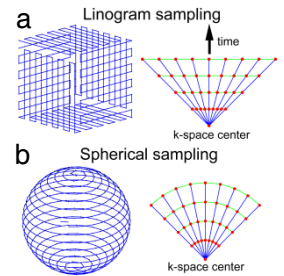 a
Linogram sampling
time
k-space center
b
Spherical sampling
k-space center